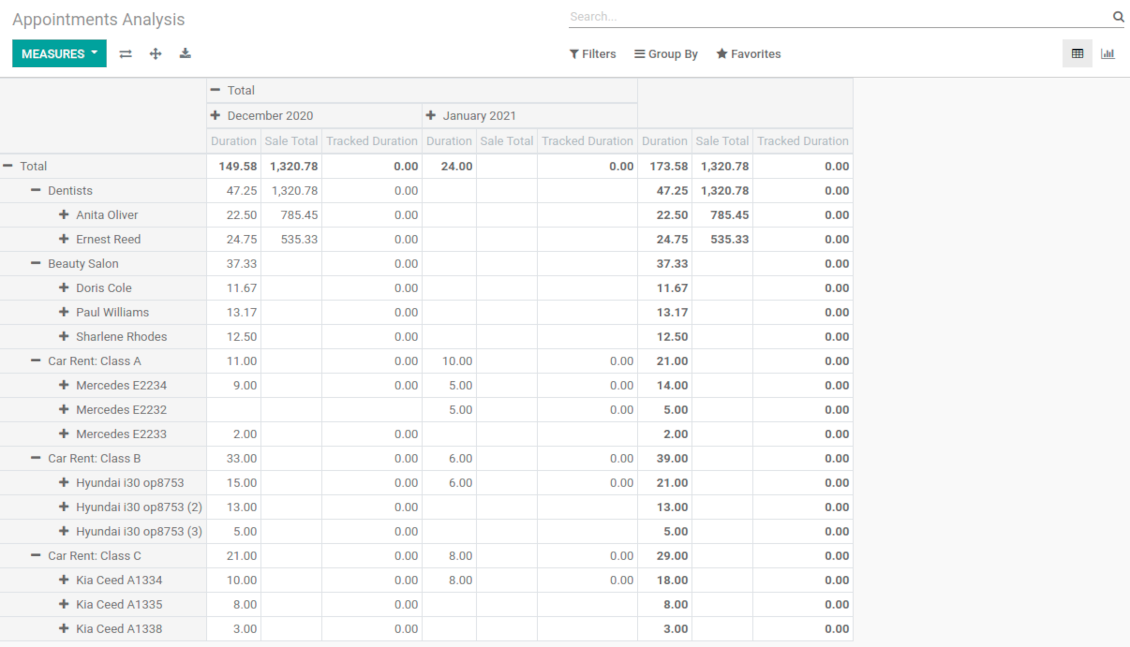 Appointments Analysis
Search...
MEASURES
Filters Group By Favorites
Total
December 2020 January 2021
Duration Sale Total Tracked Duration Duration Sale Total Tracked Duration Duration Sale Total Tracked Duration
Total 149.58 1,320.78 0.00 24.00 0.00 173.58 1,320.78 0.00
Dentists 47.25 1,320.78 0.00 47.25 1,320.78 0.00
Anita Oliver 22.50 785.45 0.00 22.50 785.45 0.00
Ernest Reed 24.75 535.33 0.00 24.75 535.33 0.00
Beauty Salon 37.33 0.00 37.33 0.00
Doris Cole 11.67 0.00 11.67 0.00
Paul Williams 13.17 0.00 13.17 0.00
Sharlene Rhodes 12.50 0.00 12.50 0.00
Car Rent: Class A 11.00 0.00 10.00 0.00 21.00 0.00
Mercedes E2234 9.00 0.00 5.00 0.00 14.00 0.00
Mercedes E2232 5.00 0.00 5.00 0.00
Mercedes E2233 2.00 0.00 2.00 0.00
Car Rent: Class B 33.00 0.00 6.00 0.00 39.00 0.00
Hyundai i30 op8753 15.00 0.00 6.00 0.00 21.00 0.00
Hyundai i30 op8753 (2) 13.00 0.00 13.00 0.00
Hyundai i30 op8753 (3) 5.00 0.00 5.00 0.00
Car Rent: Class C 21.00 0.00 8.00 0.00 29.00 0.00
Kia Ceed A1334 10.00 0.00 8.00 0.00 18.00 0.00
Kia Ceed A1335 8.00 0.00 8.00 0.00
Kia Ceed A1338 3.00 0.00 3.00 0.00